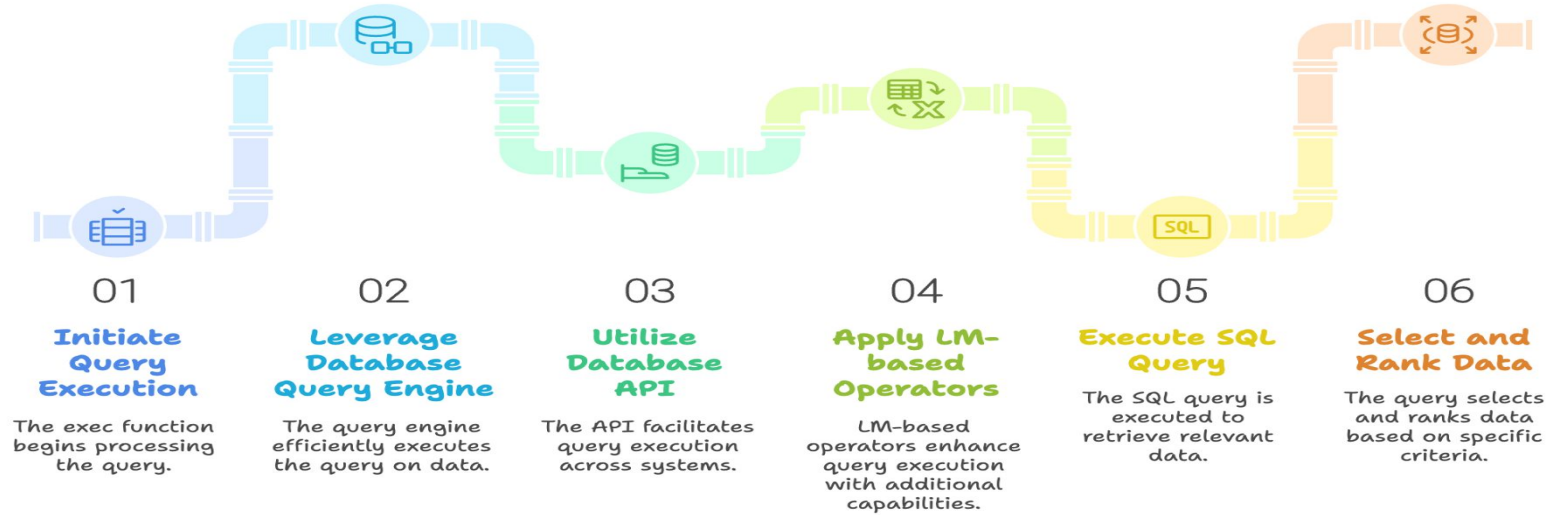 SQL
01
Initiate
Query
Execution
The exec function
begins processing
the query.
02
Leverage
Database
Query Engine
The query engine
efficiently executes
the query on data.
03
Utilize
Database
API
The API facilitates
query execution
across systems.
04
Apply LM-
based
Operators
LM-based
operators enhance
query execution
with additional
capabilities.
05
Execute SQL
Query
The SQL query is
executed to
retrieve relevant
data.
06
Select and
Rank Data
The query selects
and ranks data
based on specific
criteria.